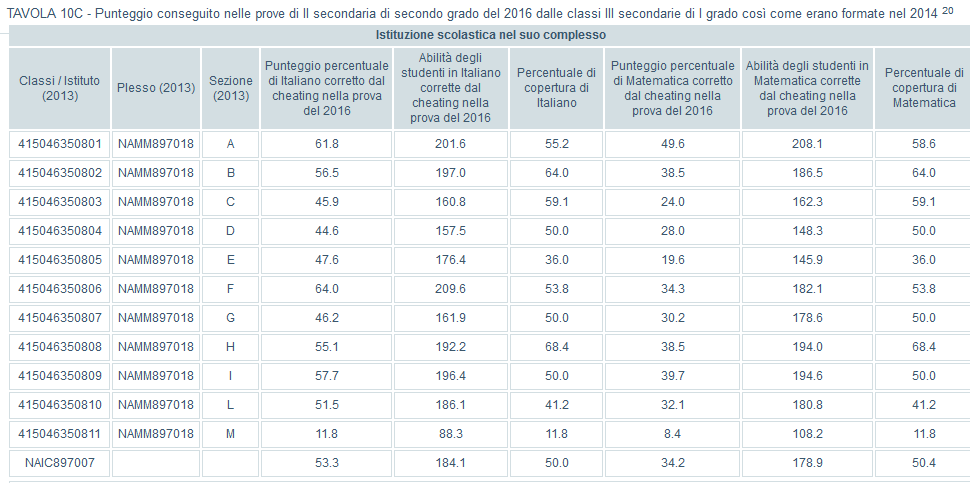 TAVOLA 10C - Punteggio conseguito nelle prove di II secondaria di secondo grado del 2016 dalle classi III secondarie di I grado così come erano formate nel 2014 20
Istituzione scolastica nel suo complesso
Classi / Istituto (2013) Plesso (2013) Sezione (2013) Punteggio percentuale di Italiano corretto dal cheating nella prova del 2016 Abilità degli studenti in Italiano corrette dal cheating nella prova del 2016 Percentuale di copertura di Italiano Punteggio percentuale di Matematica corretto dal cheating nella prova del 2016 Abilità degli studenti in Matematica corrette dal cheating nella prova del 2016 Percentuale di copertura di Matematica
415046350801 NAMM897018 A 61.8 201.6 55.2 49.6 208.1 58.6
415046350802 NAMM897018 B 56.5 197.0 64.0 38.5 186.5 64.0
415046350803 NAMM897018 C 45.9 160.8 59.1 24.0 162.3 59.1
415046350804 NAMM897018 D 44.6 157.5 50.0 28.0 148.3 50.0
415046350805 NAMM897018 E 47.6 176.4 36.0 19.6 145.9 36.0
415046350806 NAMM897018 F 64.0 209.6 53.8 34.3 182.1 53.8
415046350807 NAMM897018 G 46.2 161.9 50.0 30.2 178.6 50.0
415046350808 NAMM897018 H 55.1 192.2 68.4 38.5 194.0 68.4
415046350809 NAMM897018 I 57.7 196.4 50.0 39.7 194.6 50.0
415046350810 NAMM897018 L 51.5 186.1 41.2 32.1 180.8 41.2
415046350811 NAMM897018 M 11.8 88.3 11.8 8.4 108.2 11.8
NAIC897007 53.3 184.1 50.0 34.2 178.9 50.4